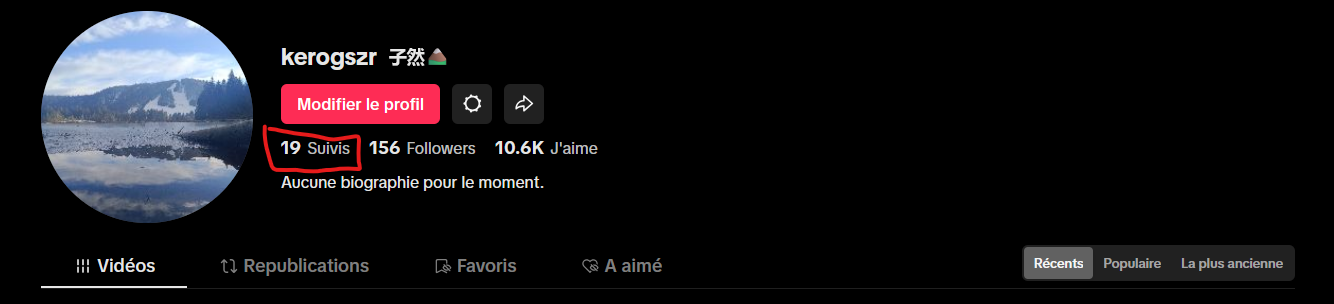 kerogszr 孑然
Modifier le profil
19 Suivis 156 Followers 10.6K J'aime
Aucune biographie pour le moment.
Vidéos Republications Favoris A aimé Récents Populaire La plus ancienne